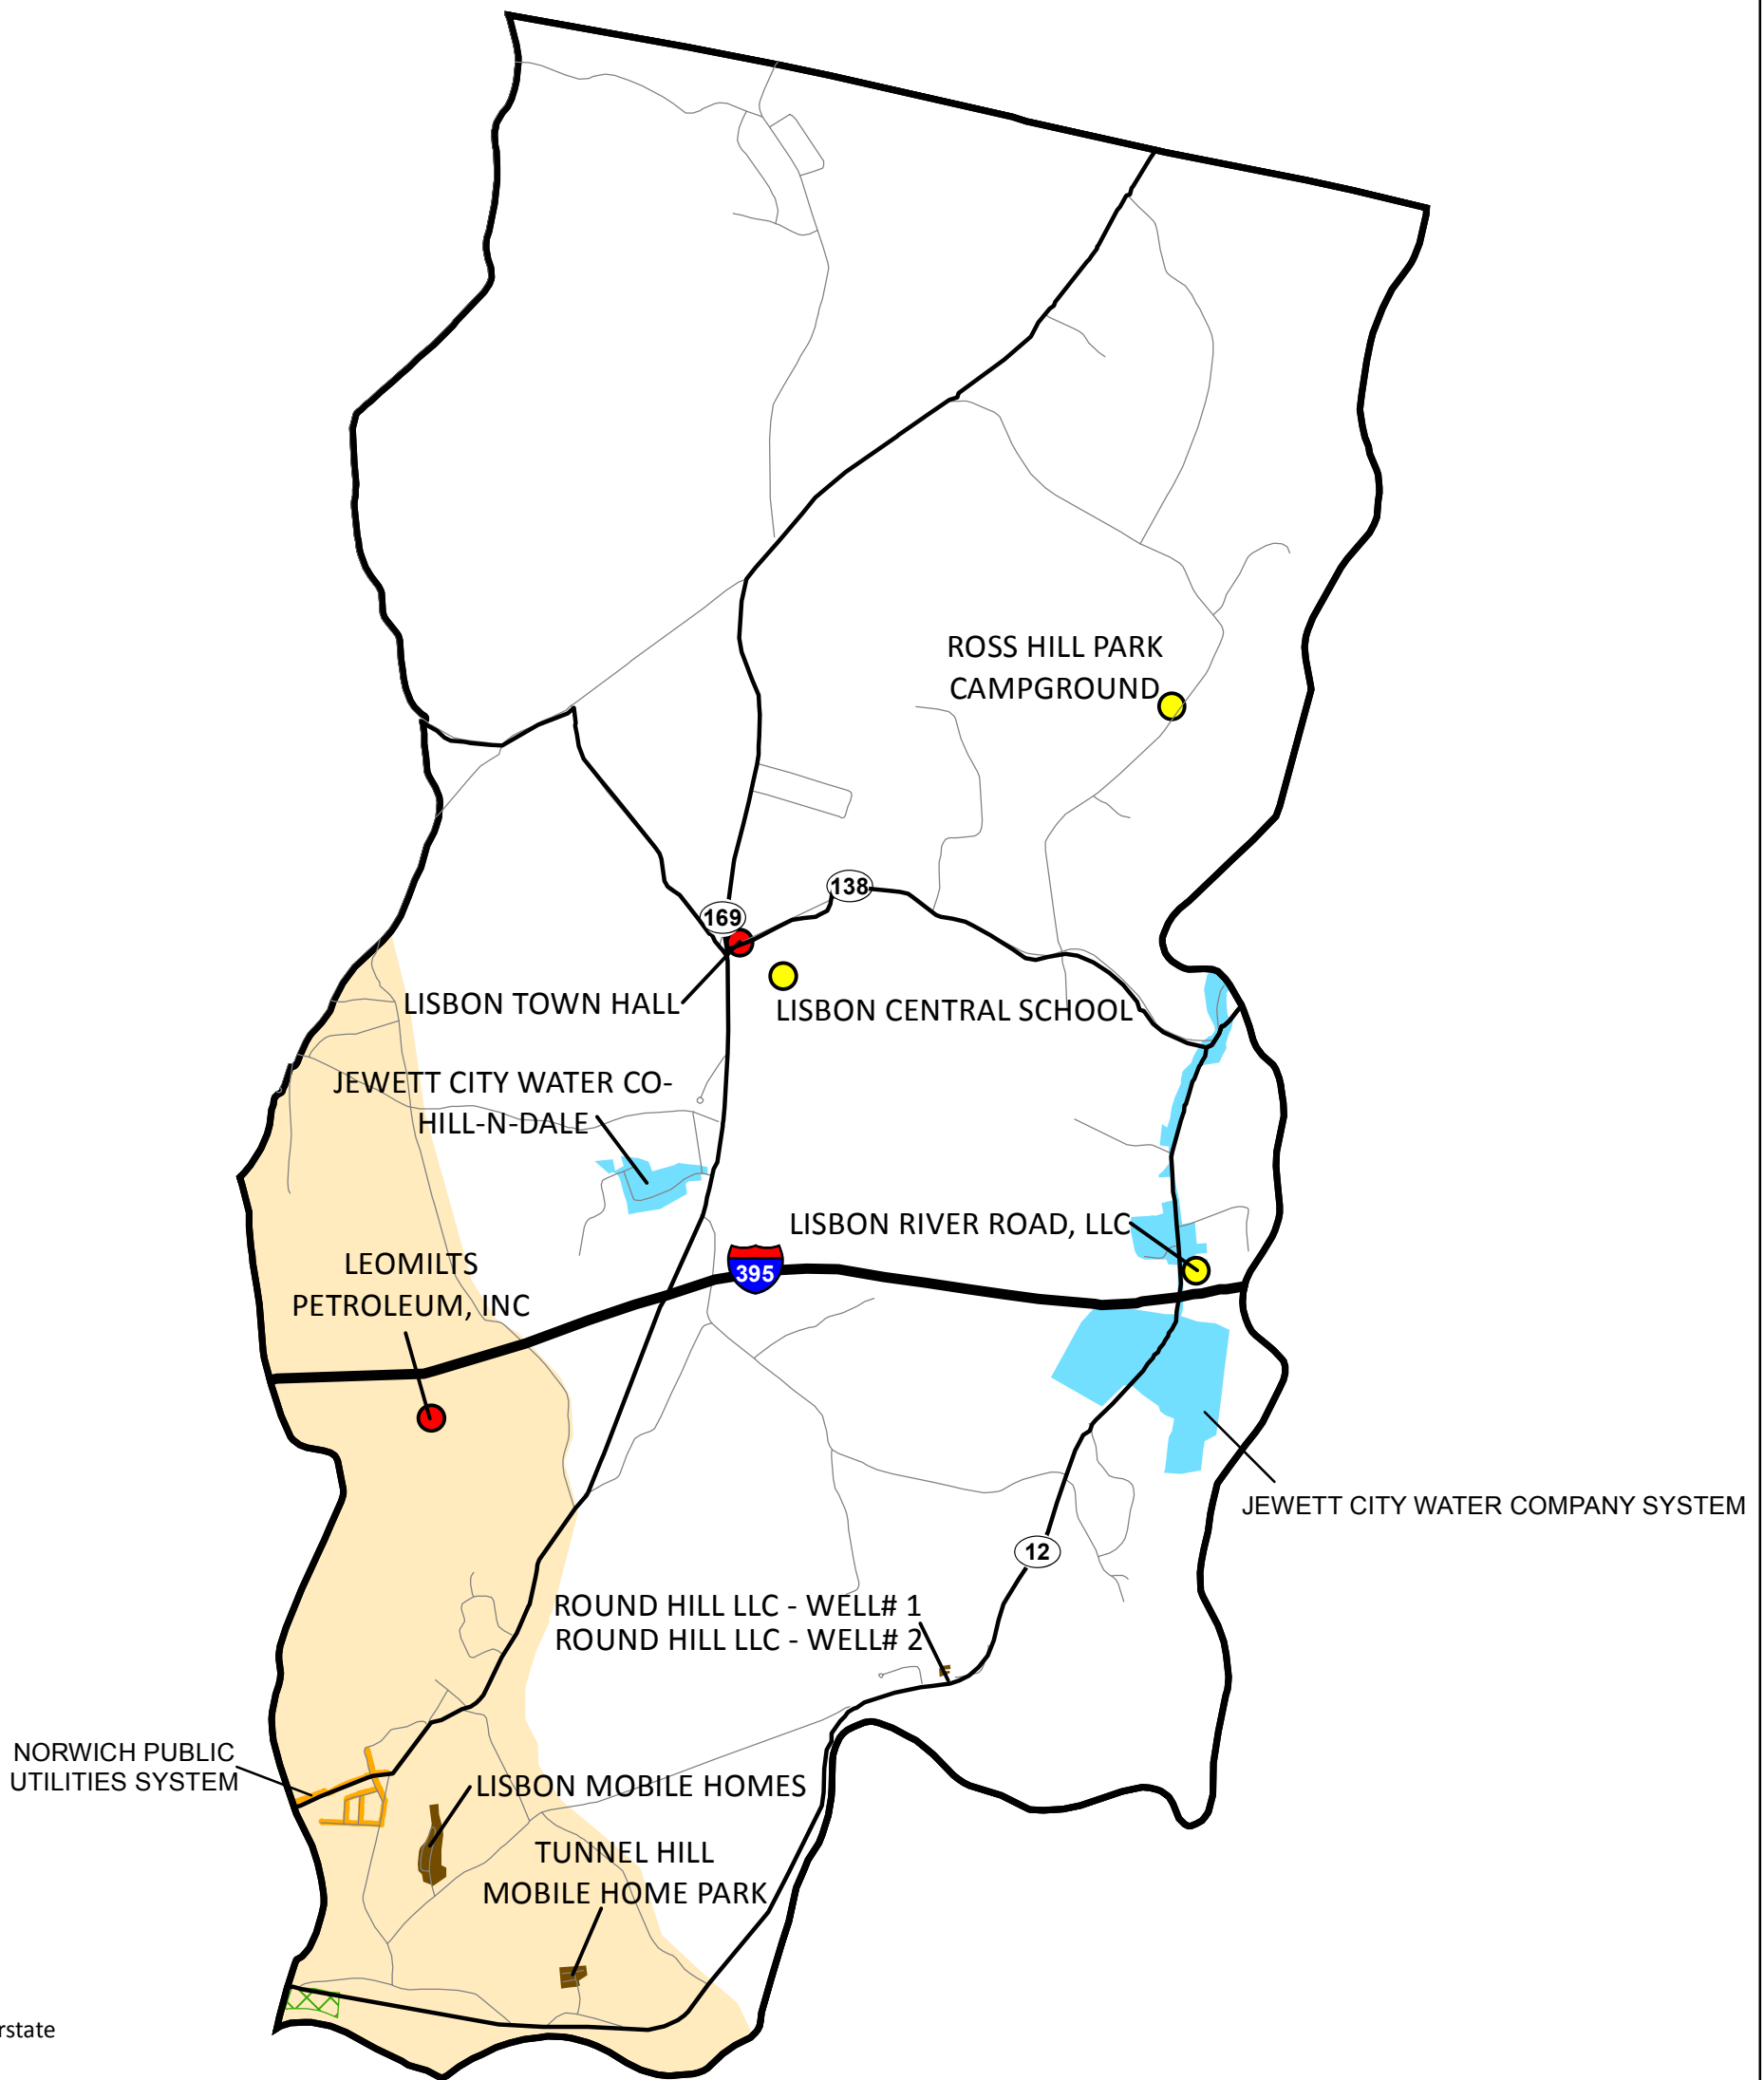 ROSS HILL PARK
CAMPGROUND
138
169
LISBON TOWN HALL
LISBON CENTRAL SCHOOL
JEWETT CITY WATER CO-
HILL-N-DALE
LISBON RIVER ROAD, LLC
LEOMILTS
PETROLEUM, INC
395
JEWETT CITY WATER COMPANY SYSTEM
12
ROUND HILL LLC - WELL# 1
ROUND HILL LLC - WELL# 2
NORWICH PUBLIC
UTILITIES SYSTEM
LISBON MOBILE HOMES
TUNNEL HILL
MOBILE HOME PARK
rstate